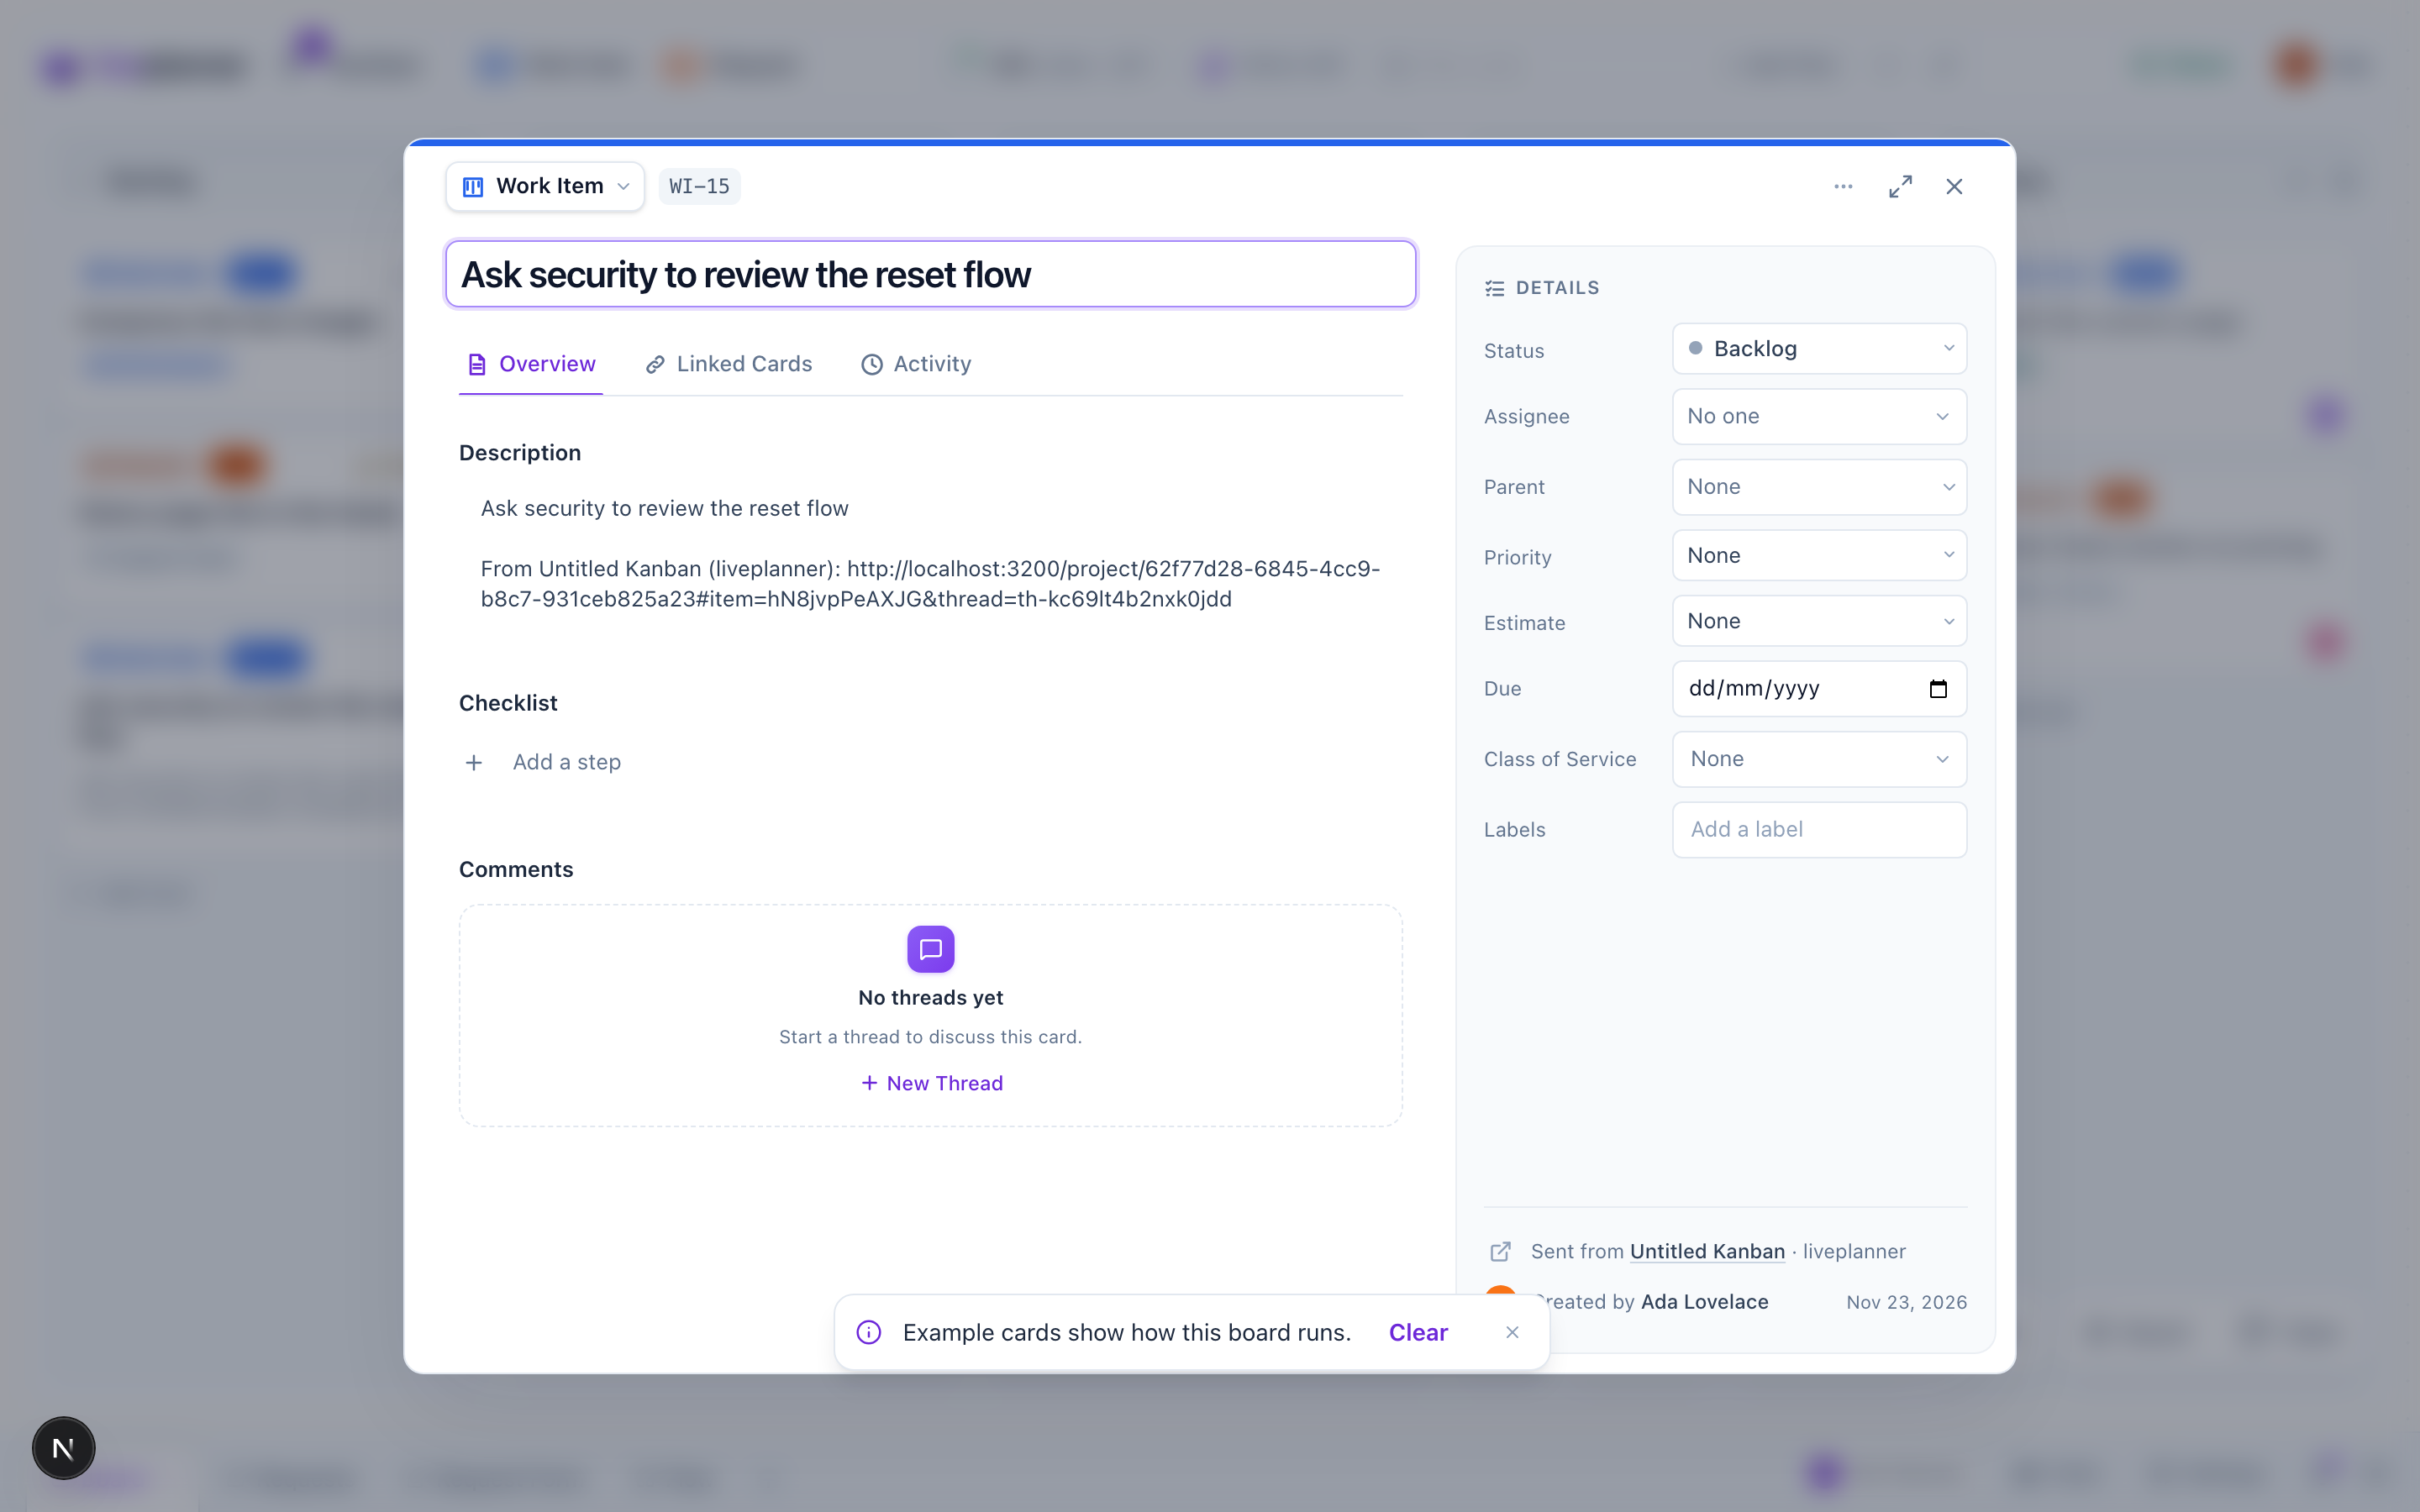 Work Item
WI-15
Ask security to review the reset flow
Overview
Linked Cards
Activity
Description
Ask security to review the reset flow
From Untitled Kanban (liveplanner): http://localhost:3200/project/62f77d28-6845-4cc9-
b8c7-931ceb825a23#item=hN8jvpPeAXJG&thread=th-kc69lt4b2nxk0jdd
Checklist
Add a step
Comments
No threads yet
Start a thread to discuss this card.
New Thread
DETAILS
Status
Backlog
Assignee
No one
Parent
None
Priority
None
Estimate
None
Due
dd/mm/yyyy
Class of Service
None
Labels
Add a label
Sent from Untitled Kanban · liveplanner
by Ada Lovelace
Nov 23, 2026
Example cards show how this board runs.
Clear
N